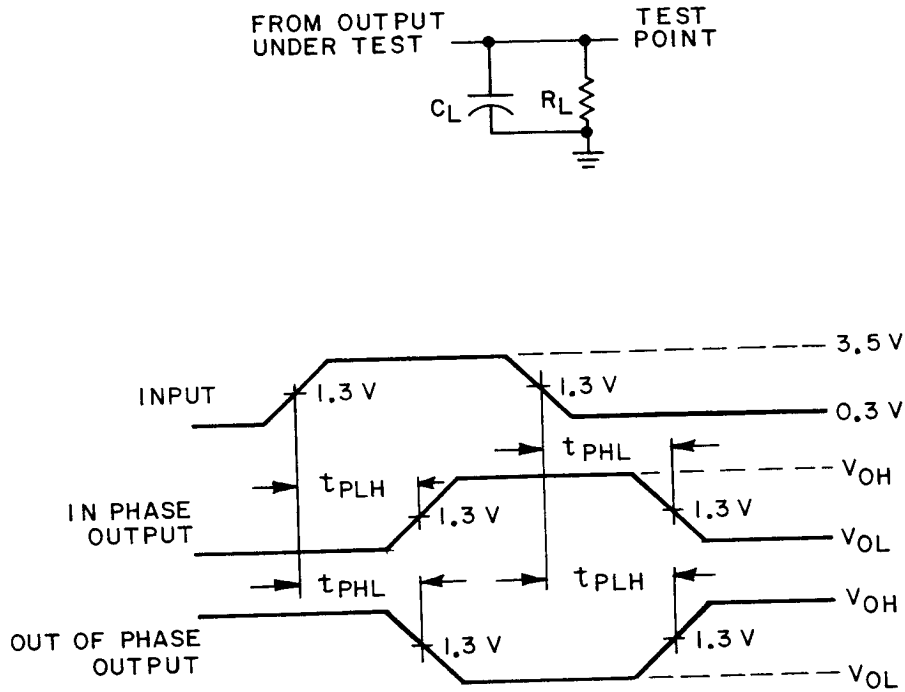 FROM OUTPUT
UNDER TEST
TEST
POINT
CL
RL
3.5 V
INPUT
1.3 V
1.3 V
0.3 V
tPHL
VOH
tPLH
IN PHASE
OUTPUT
1.3 V
1.3 V
VOL
tPHL
tPLH
VOH
OUT OF PHASE
OUTPUT
1.3 V
1.3 V
VOL